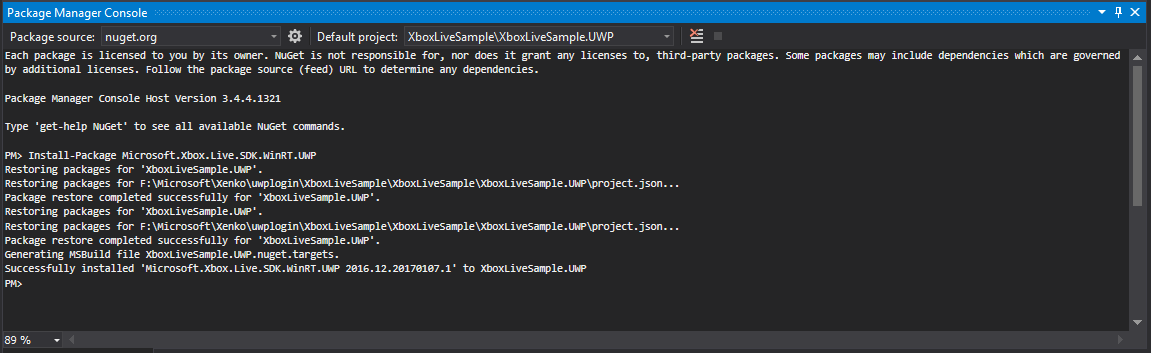 Package Manager Console
Package source: nuget.org Default project: XboxLiveSample\XboxLiveSample.UWP
Each package is licensed to you by its owner. NuGet is not responsible for, nor does it grant any licenses to, third-party packages. Some packages may include dependencies which are governed
by additional licenses. Follow the package source (feed) URL to determine any dependencies.
Package Manager Console Host Version 3.4.4.1321
Type 'get-help NuGet' to see all available NuGet commands.
PM> Install-Package Microsoft.Xbox.Live.SDK.WinRT.UWP
Restoring packages for 'XboxLiveSample.UWP'.
Restoring packages for F:\Microsoft\Xenko\uwplogin\XboxLiveSample\XboxLiveSample\XboxLiveSample.UWP\project.json...
Package restore completed successfully for 'XboxLiveSample.UWP'.
Restoring packages for 'XboxLiveSample.UWP'.
Restoring packages for F:\Microsoft\Xenko\uwplogin\XboxLiveSample\XboxLiveSample\XboxLiveSample.UWP\project.json...
Package restore completed successfully for 'XboxLiveSample.UWP'.
Generating MSBuild file XboxLiveSample.UWP.nuget.targets.
Successfully installed 'Microsoft.Xbox.Live.SDK.WinRT.UWP 2016.12.20170107.1' to XboxLiveSample.UWP
PM>
89 %